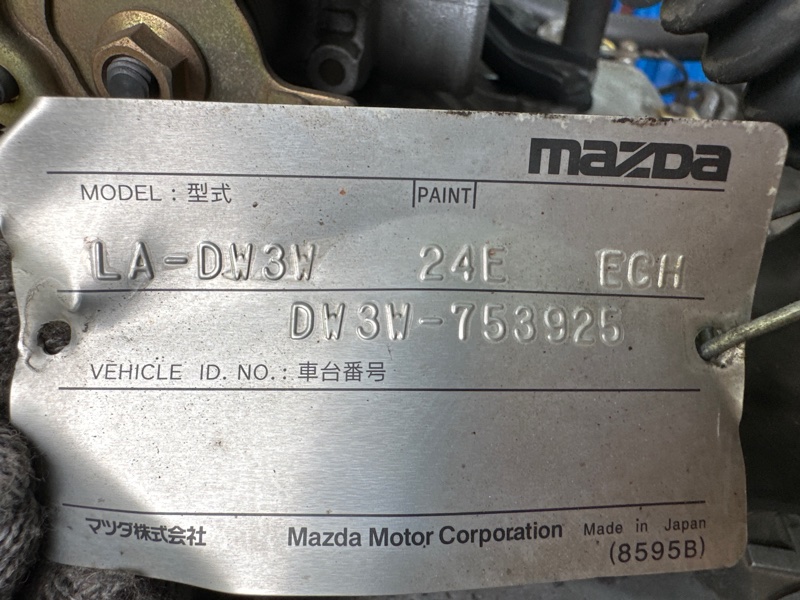 mazda
MODEL : 型式 PAINT
LA-DW3W 24E ECH
DW3W-753925
VEHICLE ID. NO. : 車台番号
マツダ株式会社 Mazda Motor Corporation Made in Japan
(8595B)